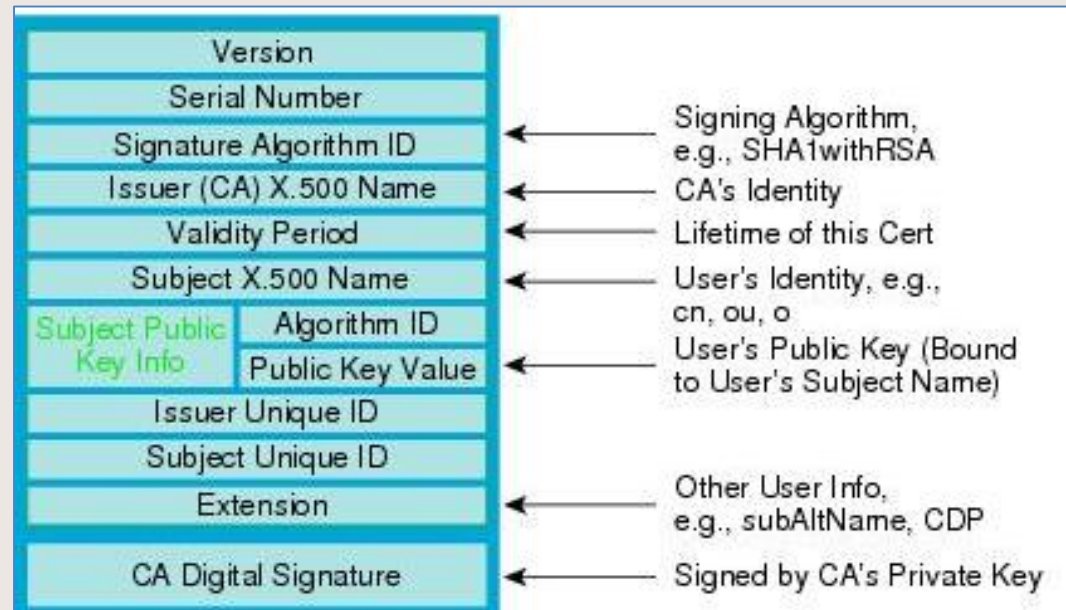 Version
Serial Number
Signature Algorithm ID
Issuer (CA) X.500 Name
Validity Period
Subject X.500 Name
Subject Public
Key Info
Algorithm ID
Public Key Value
Issuer Unique ID
Subject Unique ID
Extension
CA Digital Signature
Signing Algorithm,
e.g., SHA1withRSA
CA's Identity
Lifetime of this Cert
User's Identity, e.g.,
cn, ou, o
User's Public Key (Bound
to User's Subject Name)
Other User Info,
e.g., subAltName, CDP
Signed by CA's Private Key